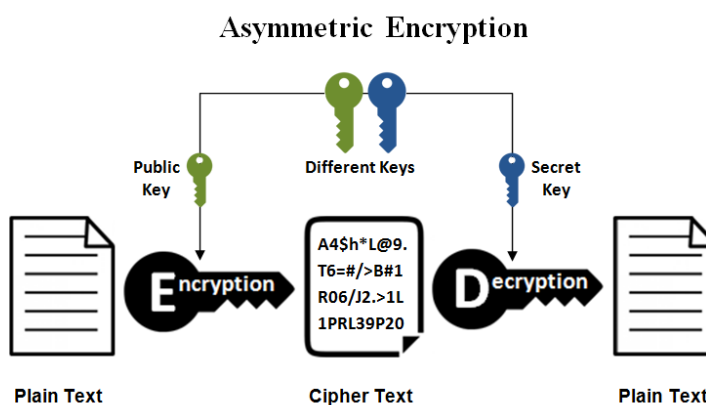 Asymmetric Encryption
Public
Key
Different Keys
Secret
Key
Encryption
A4$h*L@9.
T6=#/>B#1
R06/J2.>1L
1PRL39P20
Decryption
Plain Text
Cipher Text
Plain Text